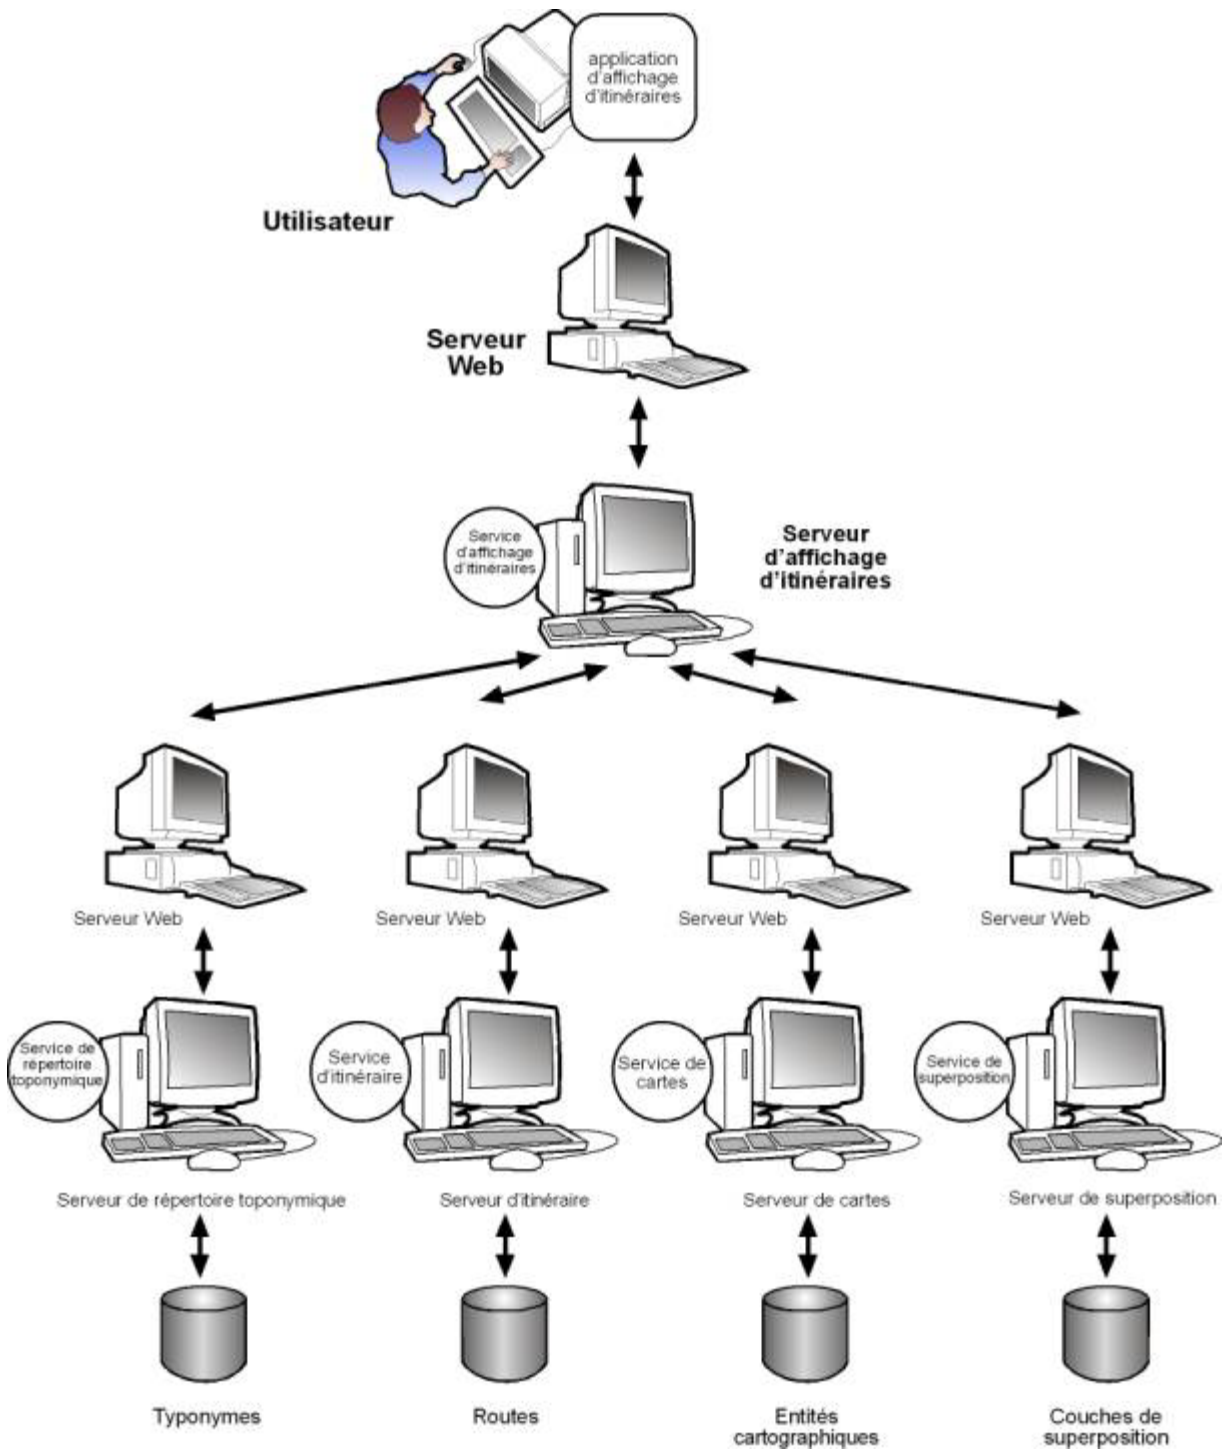 application
d'affichage
d'itinéraires
Utilisateur
Serveur
Web
Service
d'affichage
d'itinéraires
Serveur
d'affichage
d'itinéraires
Serveur Web
Serveur Web
Serveur Web
Serveur Web
Service de
répertoire
toponymique
Service
d'itinéraire
Service de
cartes
Service de
superposition
Serveur de répertoire toponymique
Serveur d'itinéraire
Serveur de cartes
Serveur de superposition
Typonymes
Routes
Entités
cartographiques
Couches de
superposition